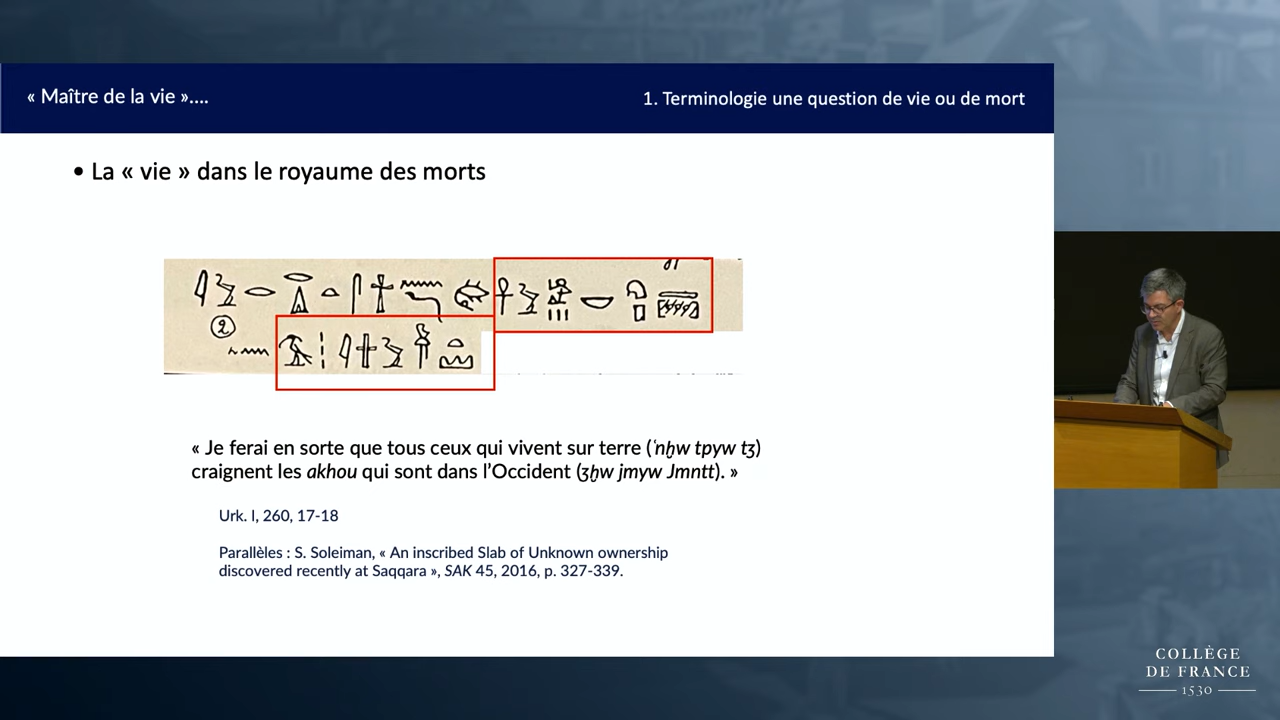 « Maître de la vie »….
1. Terminologie une question de vie ou de mort
• La « vie » dans le royaume des morts
2
« Je ferai en sorte que tous ceux qui vivent sur terre (ʿnḫw tpyw tꜣ)
craignent les akhou qui sont dans l’Occident (ꜣḫw jmyw Jmntt). »
Urk. I, 260, 17-18
Parallèles : S. Soleiman, « An inscribed Slab of Unknown ownership
discovered recently at Saqqara », SAK 45, 2016, p. 327-339.
COLLÈGE
DE FRANCE
1530